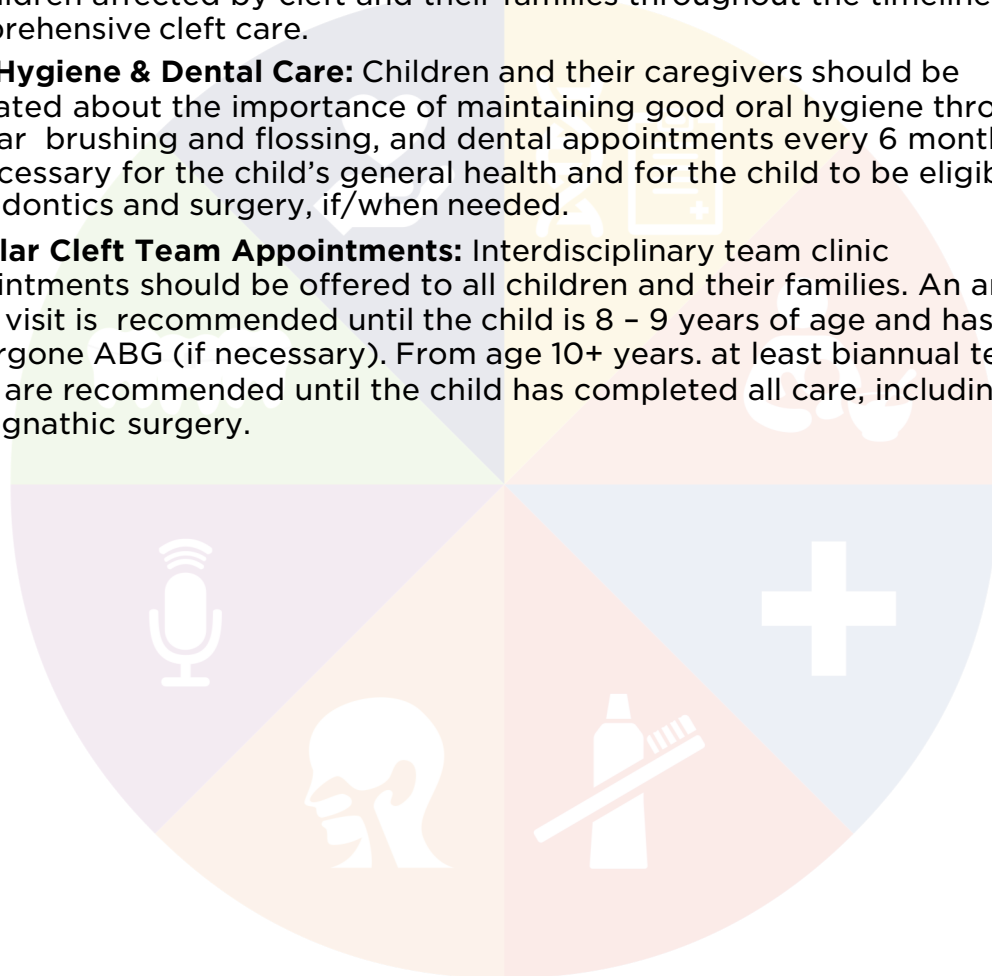 ildren affected by cleft and their families throughout the timeline
prehensive cleft care.
Hygiene & Dental Care: Children and their caregivers should be
ated about the importance of maintaining good oral hygiene thro
ar brushing and flossing, and dental appointments every 6 month
cessary for the child's general health and for the child to be eligib
dontics and surgery, if/when needed.
lar Cleft Team Appointments: Interdisciplinary team clinic
intments should be offered to all children and their families. An an
visit is recommended until the child is 8 – 9 years of age and has
rgone ABG (if necessary). From age 10+ years. at least biannual te
are recommended until the child has completed all care, includin
gnathic surgery.